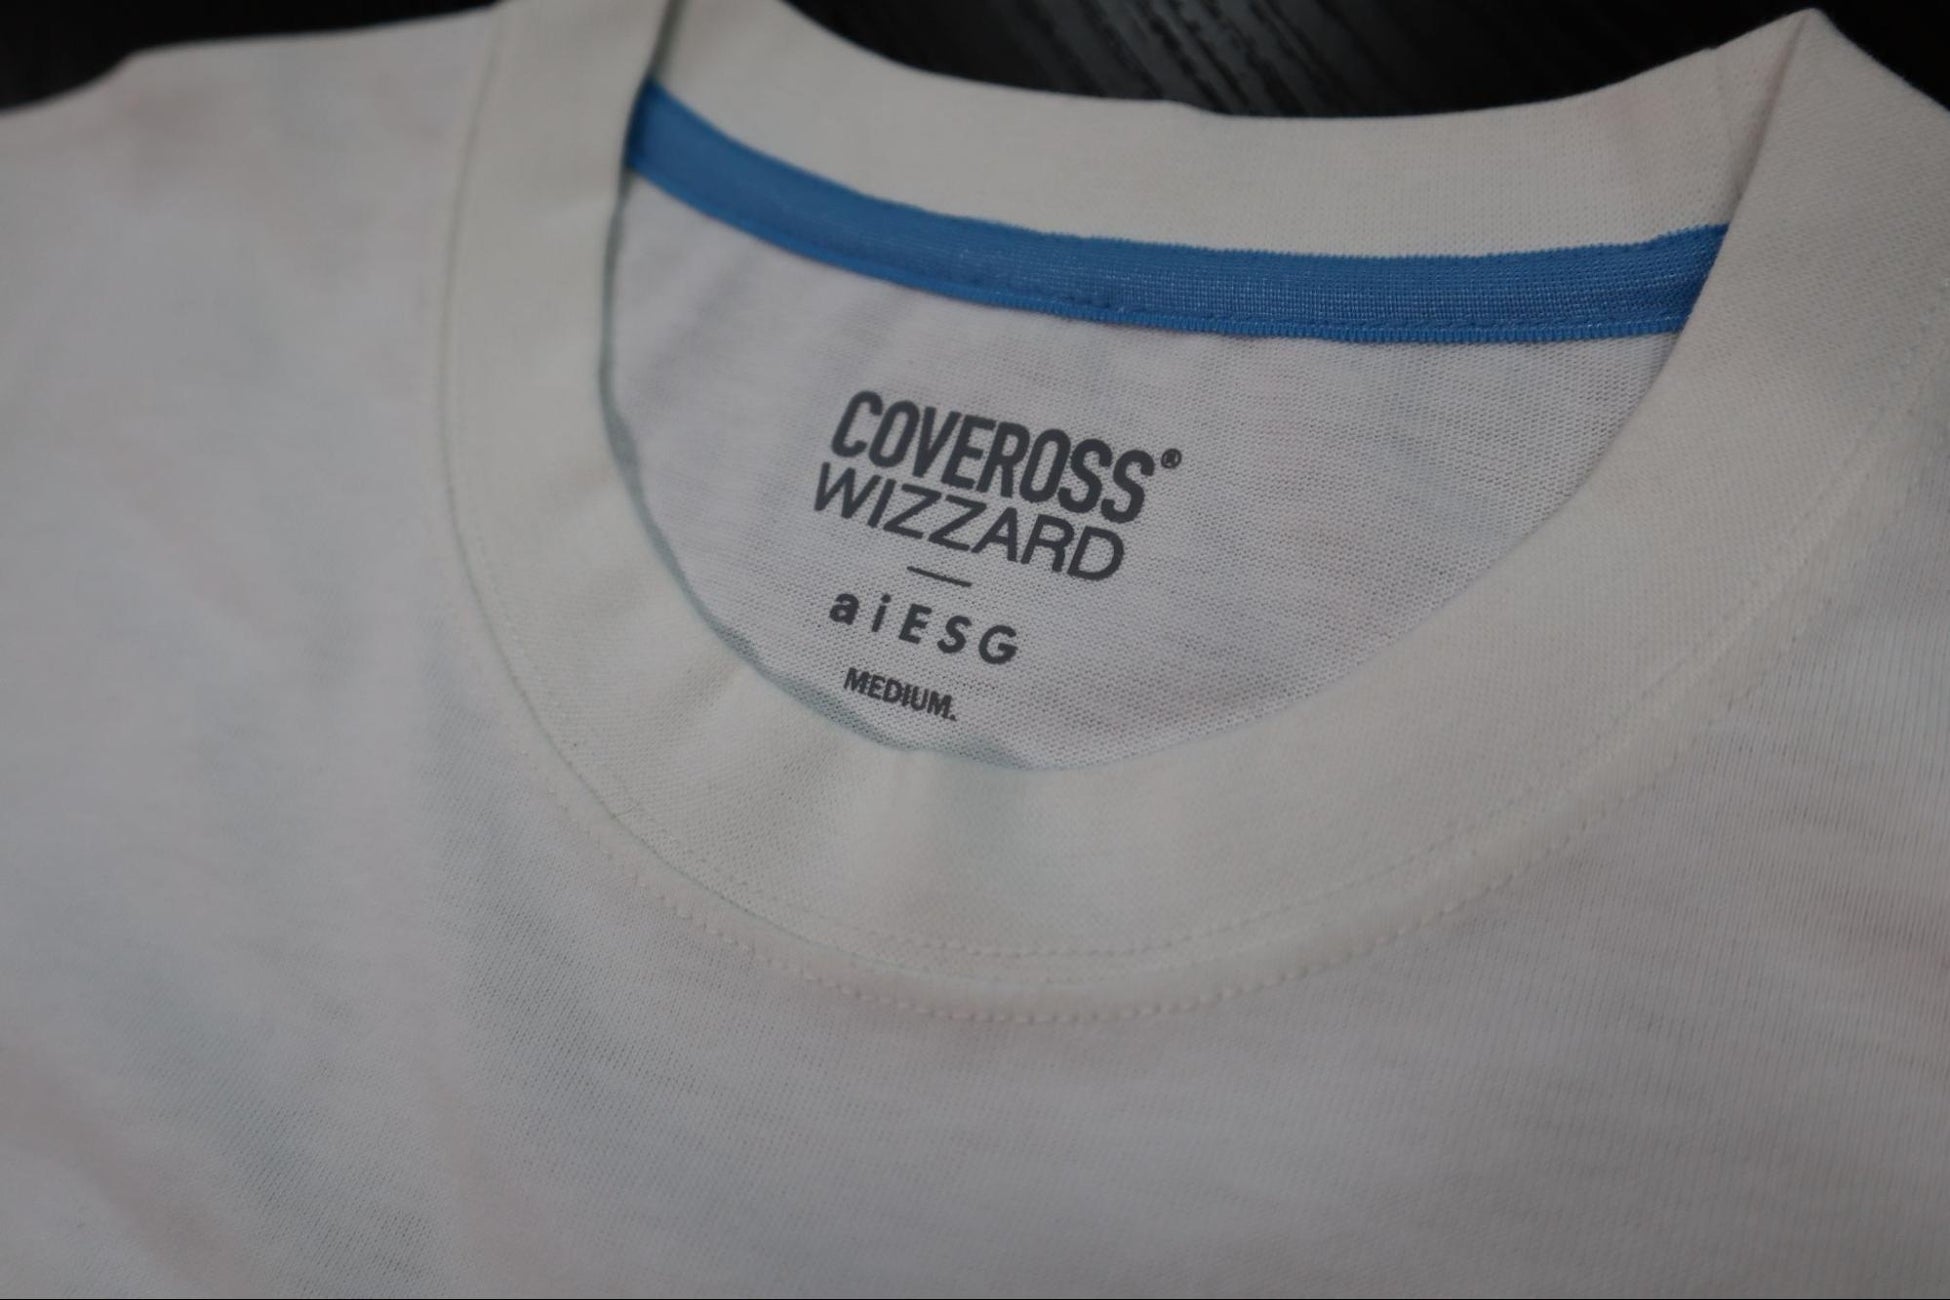 COVEROSS®
WIZZARD
—
aiESG
MEDIUM.